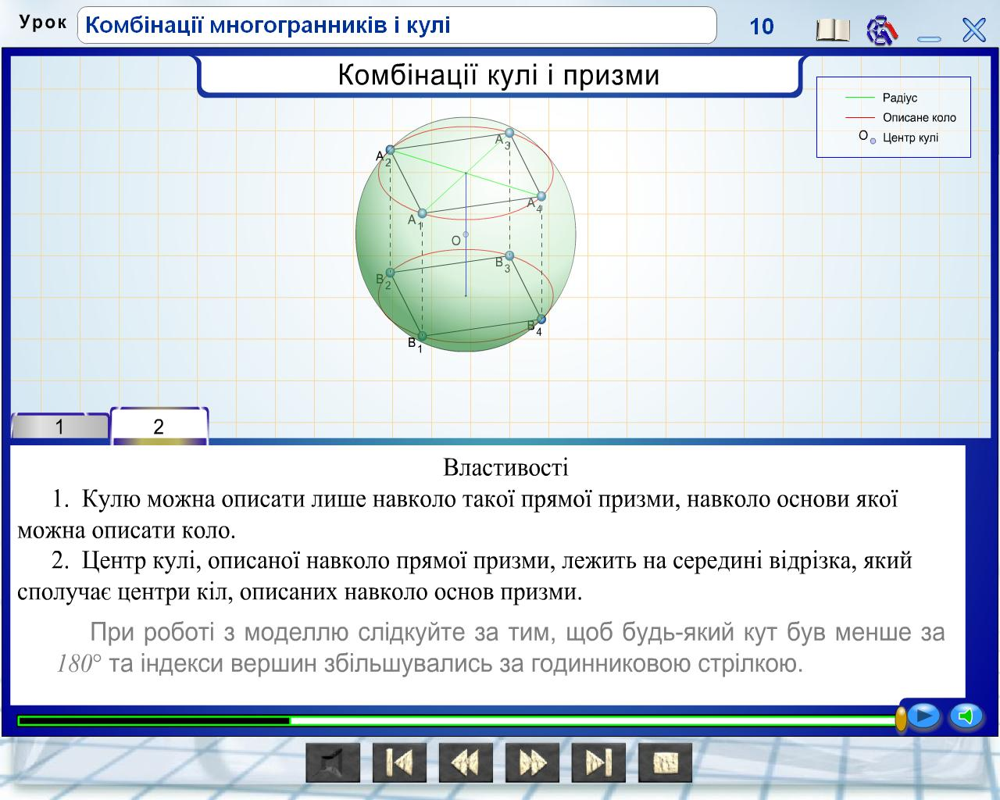 Урок
Комбінації многогранників і кулі
10
Комбінації кулі і призми
Радіус
Описане коло
O Центр кулі
A3
A2
A4
A1
O
B3
B2
B4
B1
1
2
Властивості
1. Кулю можна описати лише навколо такої прямої призми, навколо основи якої
можна описати коло.
2. Центр кулі, описаної навколо прямої призми, лежить на середині відрізка, який
сполучає центри кіл, описаних навколо основ призми.
При роботі з моделлю слідкуйте за тим, щоб будь-який кут був менше за
180° та індекси вершин збільшувались за годинниковою стрілкою.